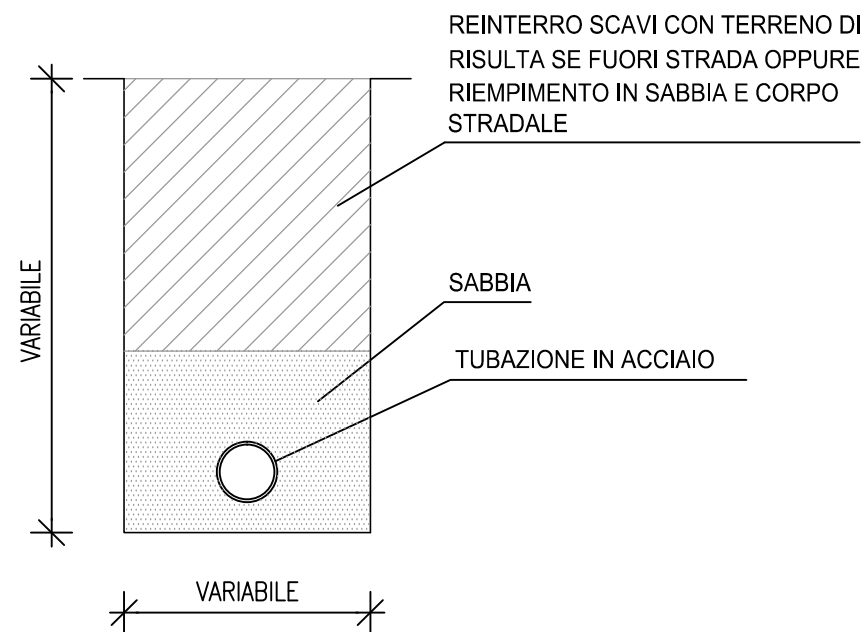 REINTERRO SCAVI CON TERRENO DI
RISULTA SE FUORI STRADA OPPURE
RIEMPIMENTO IN SABBIA E CORPO
STRADALE
VARIABILE
SABBIA
TUBAZIONE IN ACCIAIO
VARIABILE